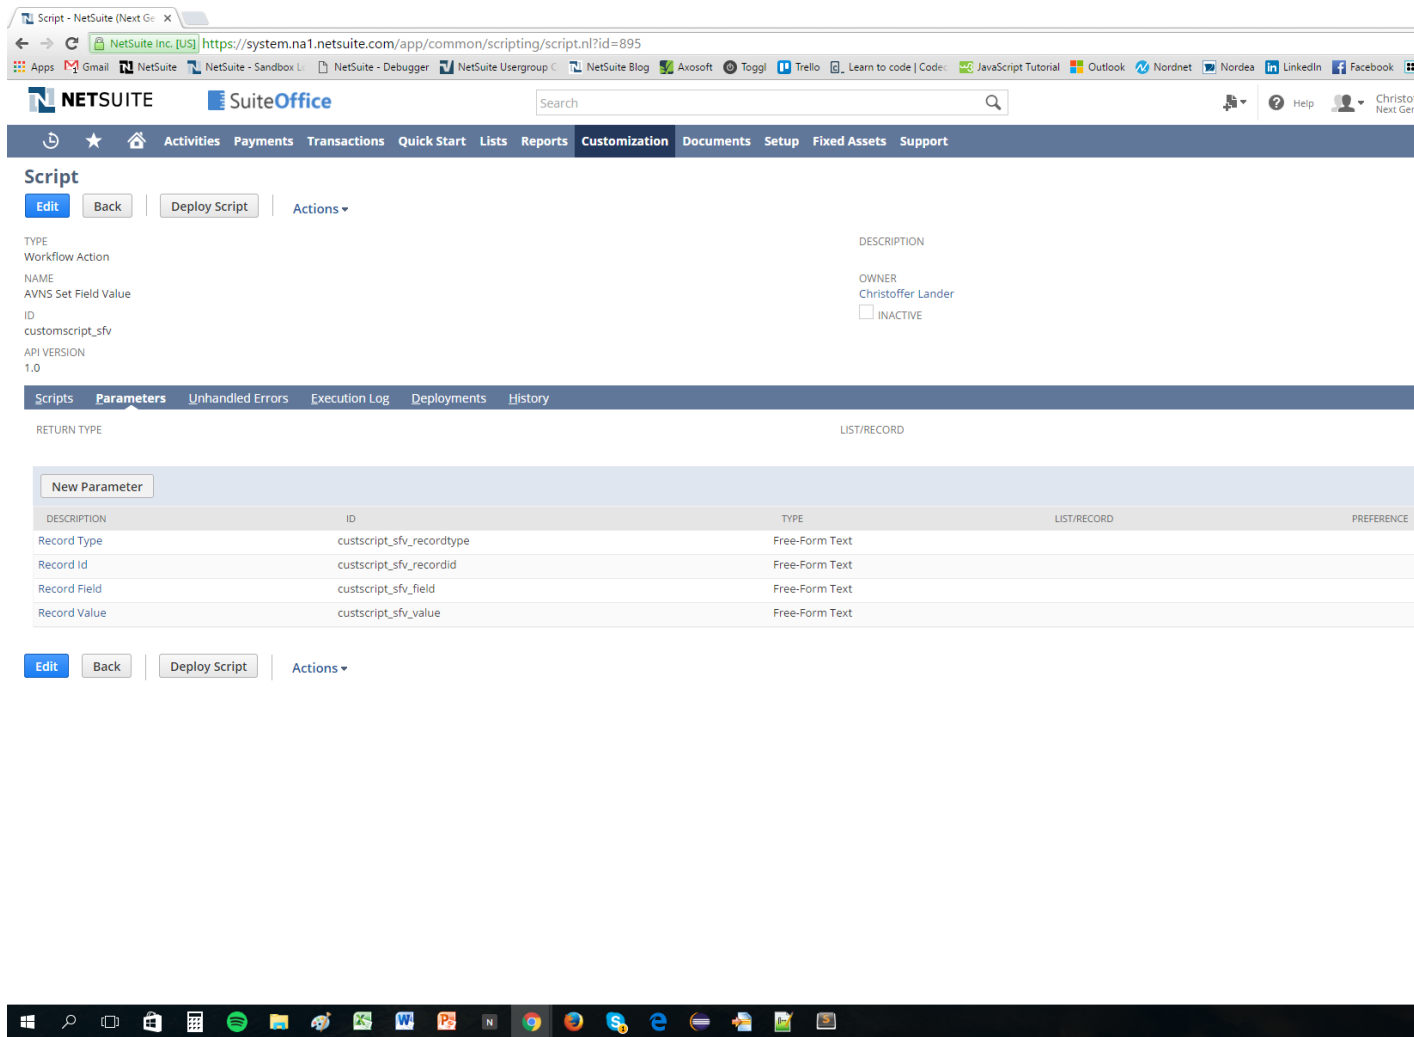 Script - NetSuite (Next Ge
NetSuite Inc. [US] https://system.na1.netsuite.com/app/common/scripting/script.nl?id=895
Apps Gmail NetSuite NetSuite - Sandbox Lo NetSuite - Debugger NetSuite Usergroup NetSuite Blog Axosoft Toggl Trello Learn to code | Codec JavaScript Tutorial Outlook Nordnet Nordea LinkedIn Facebook
NETSUITE SuiteOffice Search Help Christo
Next Ger
Activities Payments Transactions Quick Start Lists Reports Customization Documents Setup Fixed Assets Support
Script
Edit Back Deploy Script Actions
TYPE DESCRIPTION
Workflow Action
NAME OWNER
AVNS Set Field Value Christoffer Lander
ID INACTIVE
customscript_sfv
API VERSION
1.0
Scripts Parameters Unhandled Errors Execution Log Deployments History
RETURN TYPE LIST/RECORD
New Parameter
DESCRIPTION ID TYPE LIST/RECORD PREFERENCE
Record Type custscript_sfv_recordtype Free-Form Text
Record Id custscript_sfv_recordid Free-Form Text
Record Field custscript_sfv_field Free-Form Text
Record Value custscript_sfv_value Free-Form Text
Edit Back Deploy Script Actions